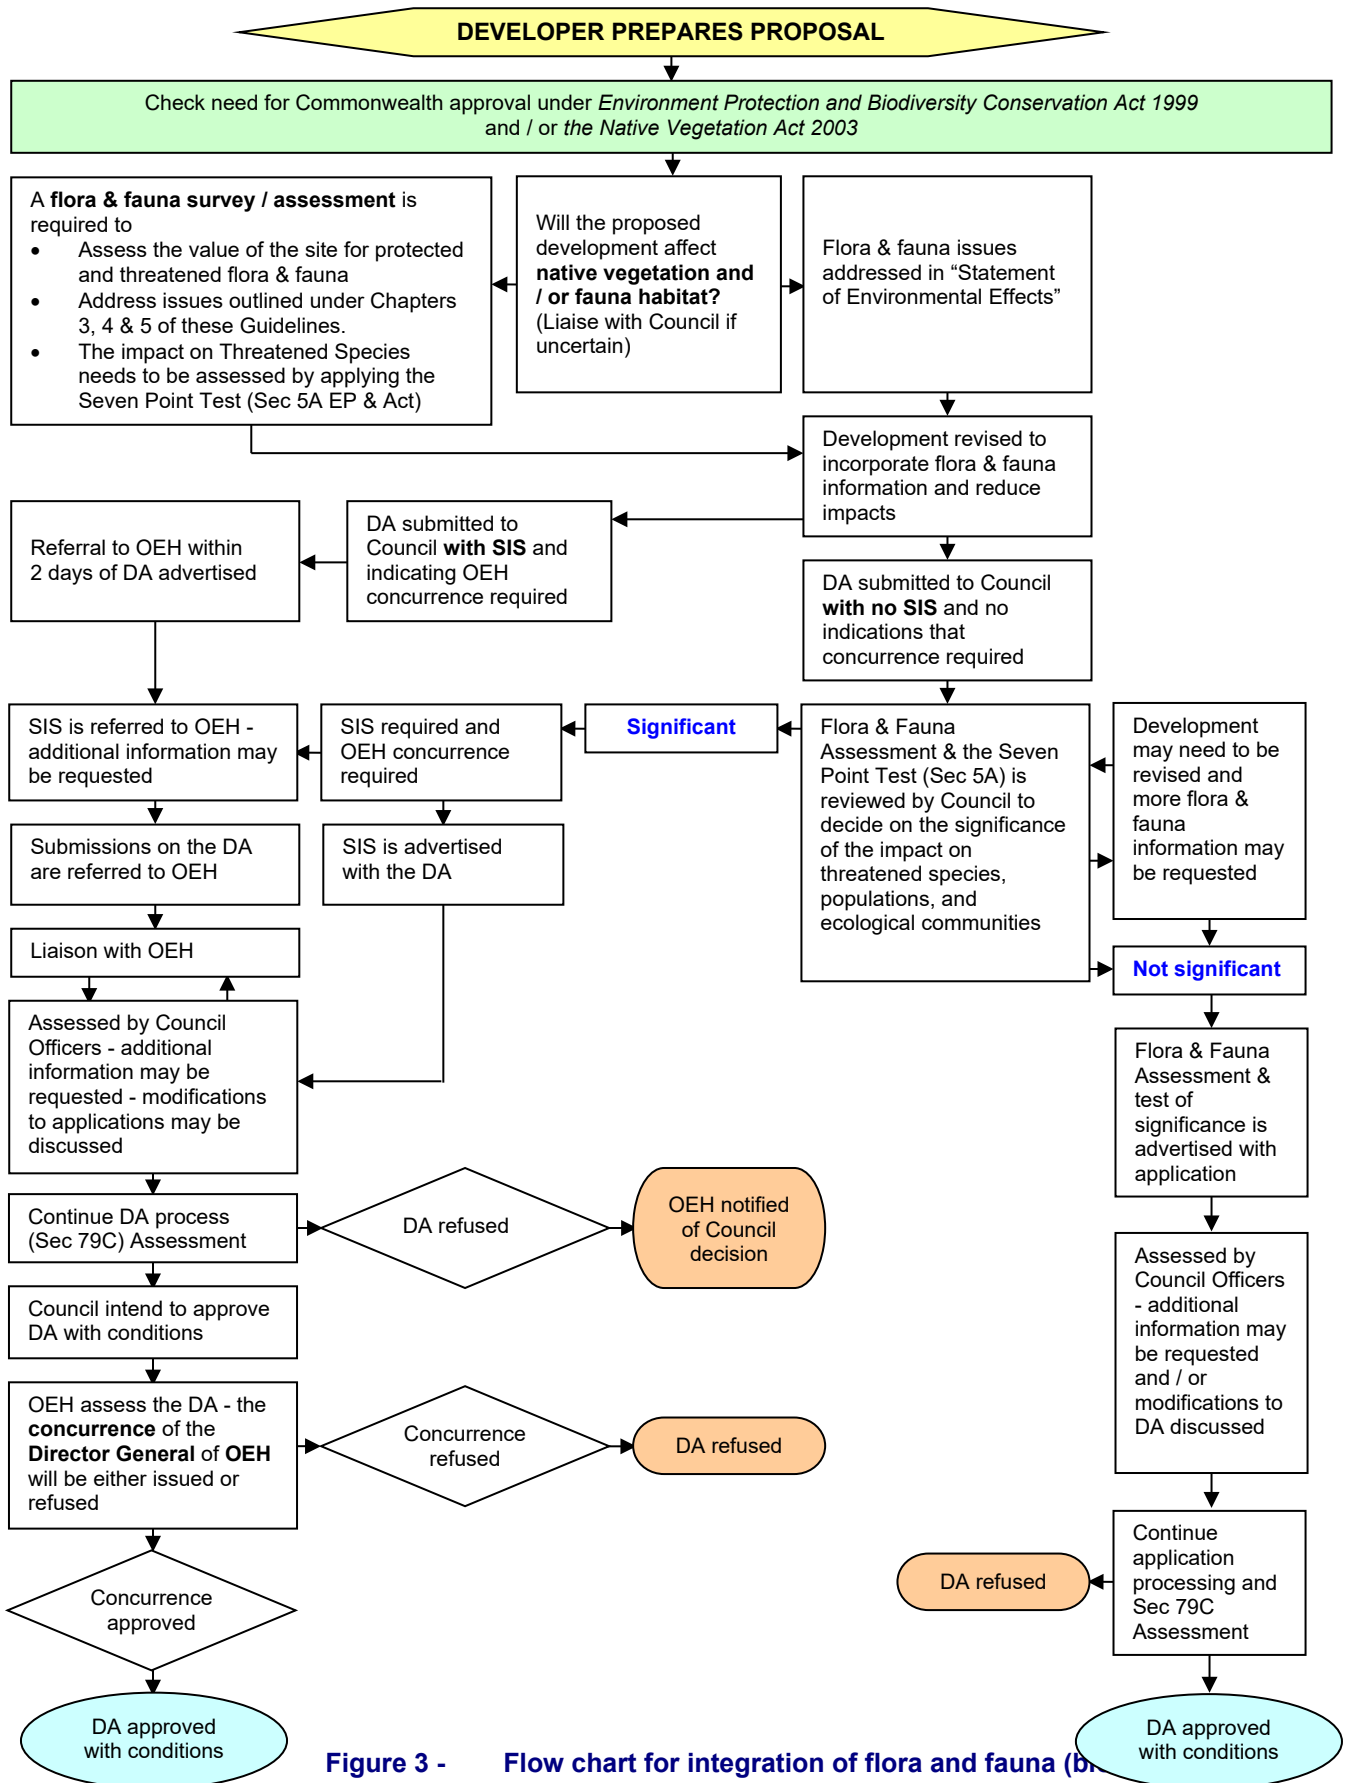 DEVELOPER PREPARES PROPOSAL
Check need for Commonwealth approval under Environment Protection and Biodiversity Conservation Act 1999
and / or the Native Vegetation Act 2003
A flora & fauna survey / assessment is
required to
• Assess the value of the site for protected
and threatened flora & fauna
• Address issues outlined under Chapters
3, 4 & 5 of these Guidelines.
• The impact on Threatened Species
needs to be assessed by applying the
Seven Point Test (Sec 5A EP & Act)
Will the proposed
development affect
native vegetation and
/ or fauna habitat?
(Liaise with Council if
uncertain)
Flora & fauna issues
addressed in “Statement
of Environmental Effects”
Development revised to
incorporate flora & fauna
information and reduce
impacts
Referral to OEH within
2 days of DA advertised
DA submitted to
Council with SIS and
indicating OEH
concurrence required
DA submitted to Council
with no SIS and no
indications that
concurrence required
SIS is referred to OEH -
additional information may
be requested
SIS required and
OEH concurrence
required
Significant
Flora & Fauna
Assessment & the Seven
Point Test (Sec 5A) is
reviewed by Council to
decide on the significance
of the impact on
threatened species,
populations, and
ecological communities
Development
may need to be
revised and
more flora &
fauna
information may
be requested
Submissions on the DA
are referred to OEH
SIS is advertised
with the DA
Liaison with OEH
Not significant
Assessed by Council
Officers - additional
information may be
requested - modifications
to applications may be
discussed
Flora & Fauna
Assessment &
test of
significance is
advertised with
application
Continue DA process
(Sec 79C) Assessment
DA refused
OEH notified
of Council
decision
Assessed by
Council Officers
- additional
information may
be requested
and / or
modifications to
DA discussed
Council intend to approve
DA with conditions
OEH assess the DA - the
concurrence of the
Director General of OEH
will be either issued or
refused
Concurrence
refused
DA refused
Continue
application
processing and
Sec 79C
Assessment
DA refused
Concurrence
approved
DA approved
with conditions
DA approved
with conditions
Figure 3 - Flow chart for integration of flora and fauna